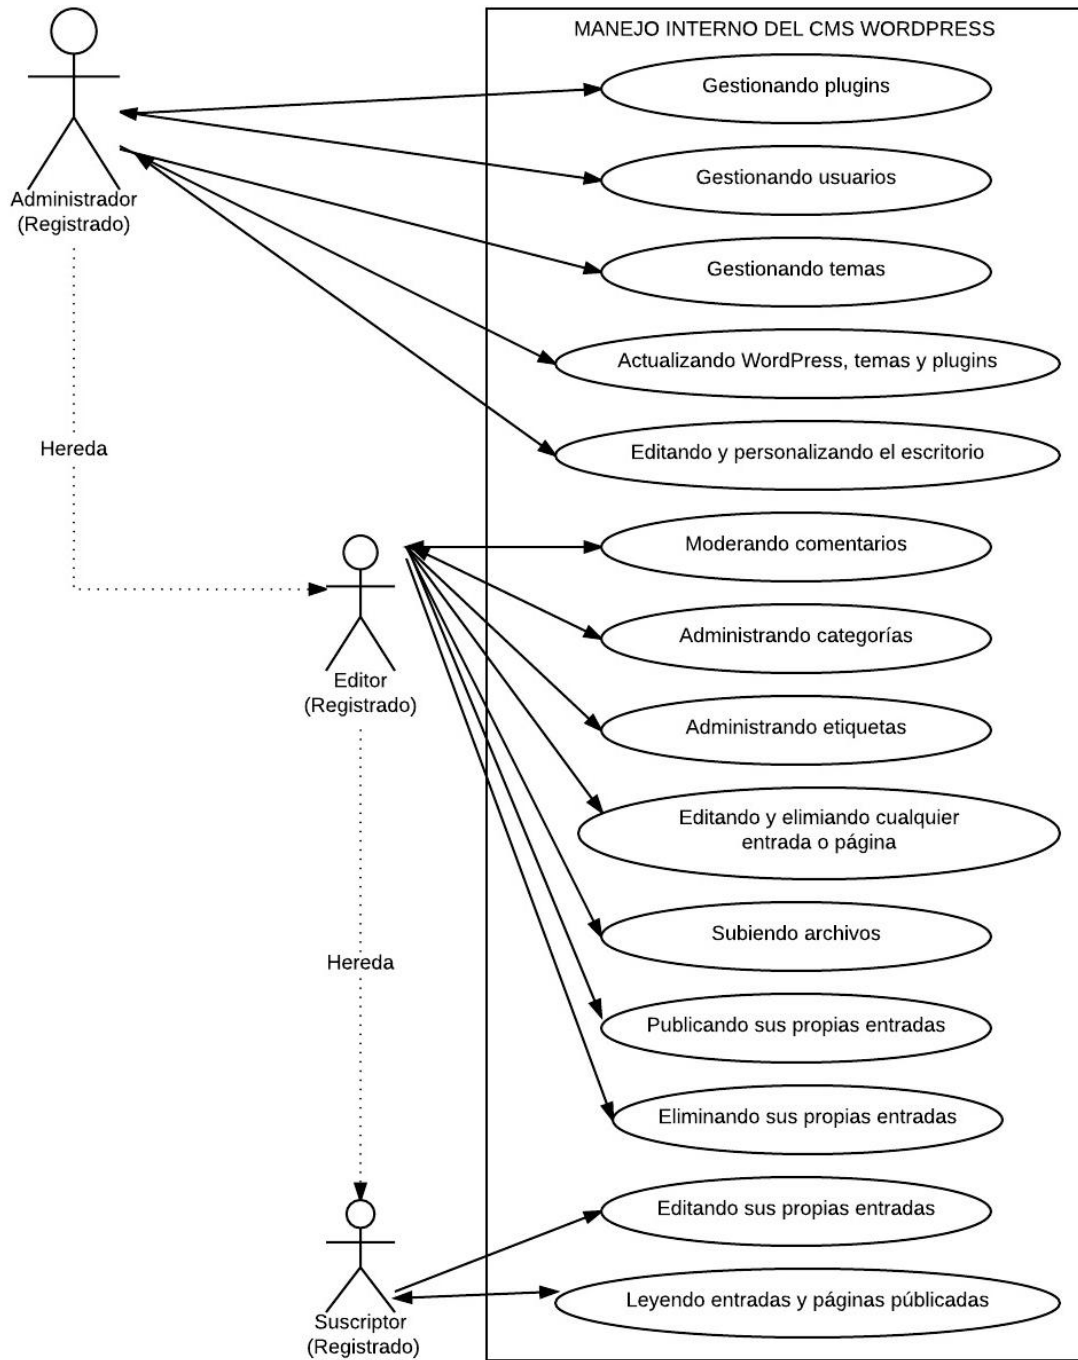 MANEJO INTERNO DEL CMS WORDPRESS
Gestionando plugins
Gestionando usuarios
Administrador
(Registrado)
Gestionando temas
Actualizando WordPress, temas y plugins
Hereda
Editando y personalizando el escritorio
Moderando comentarios
Administrando categorías
Editor
(Registrado)
Administrando etiquetas
Editando y elimiando cualquier
entrada o página
Subiendo archivos
Hereda
Publicando sus propias entradas
Eliminando sus propias entradas
Editando sus propias entradas
Leyendo entradas y páginas públicadas
Suscriptor
(Registrado)